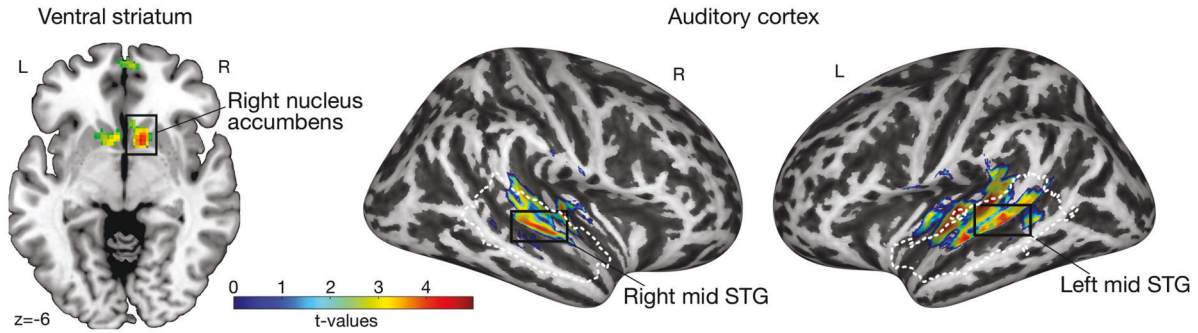 Ventral striatum
Auditory cortex
L
R
R
L
Right nucleus
accumbens
Right mid STG
Left mid STG
0 1 2 3 4
t-values
z=-6